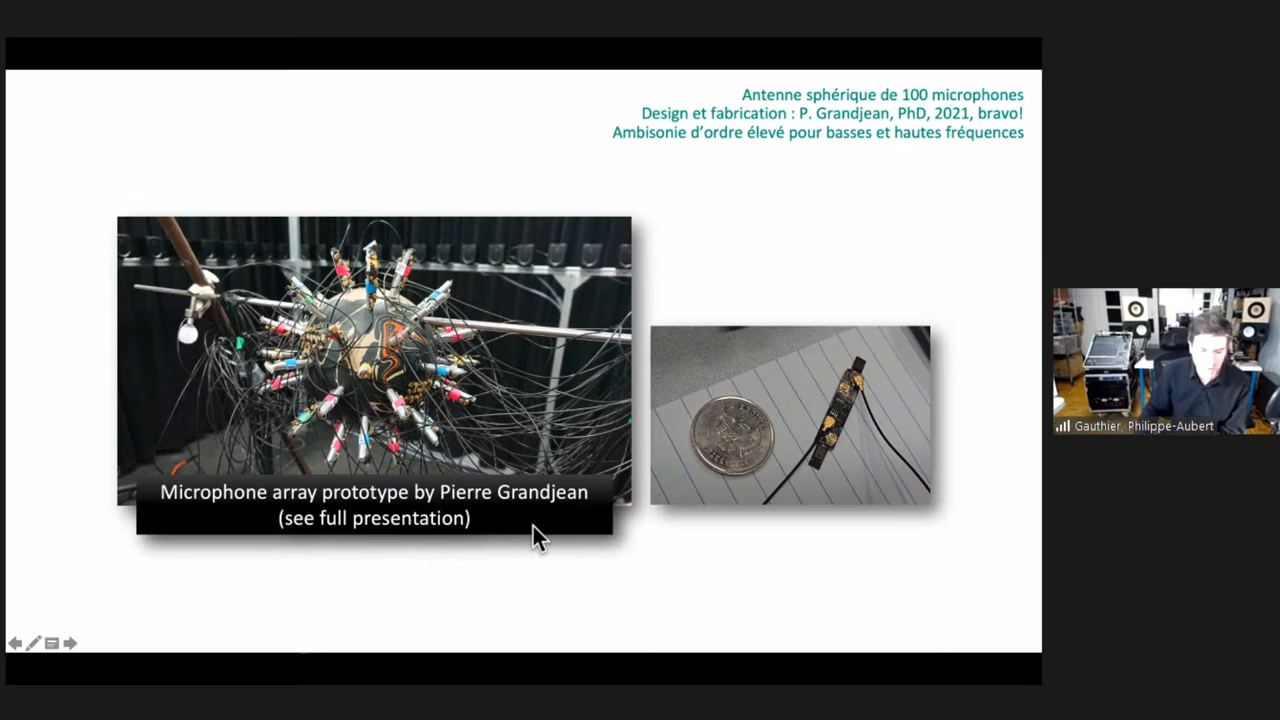 Antenne sphérique de 100 microphones
Design et fabrication : P. Grandjean, PhD, 2021, bravo!
Ambisonie d'ordre élevé pour basses et hautes fréquences
Microphone array prototype by Pierre Grandjean
(see full presentation)
Gauthier, Philippe-Aubert